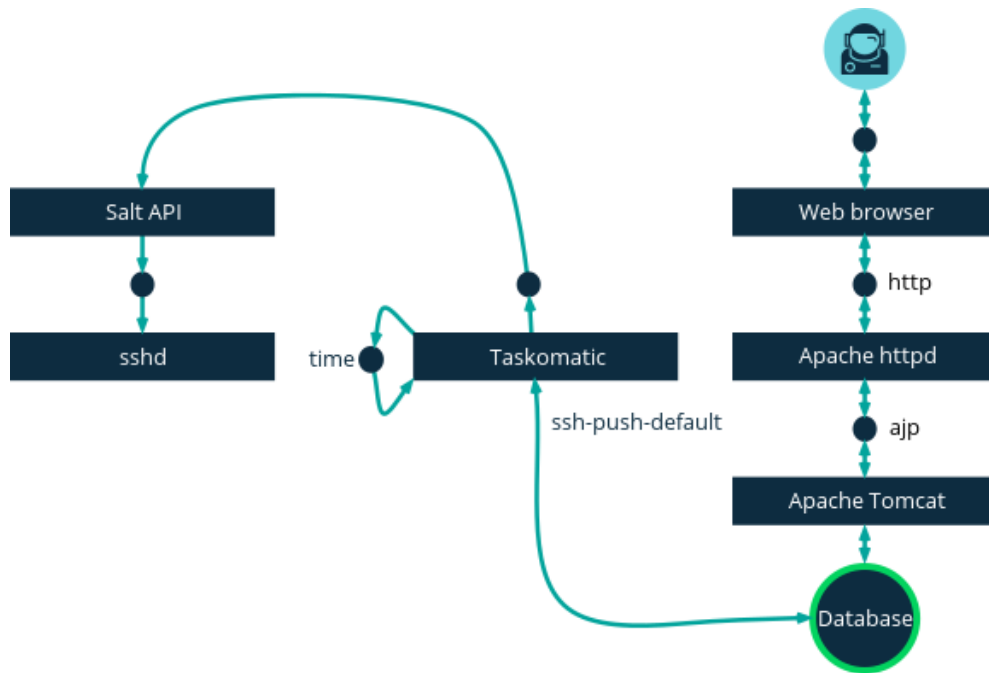 Salt API
Web browser
http
sshd
time
Taskomatic
Apache httpd
ssh-push-default
ajp
Apache Tomcat
Database